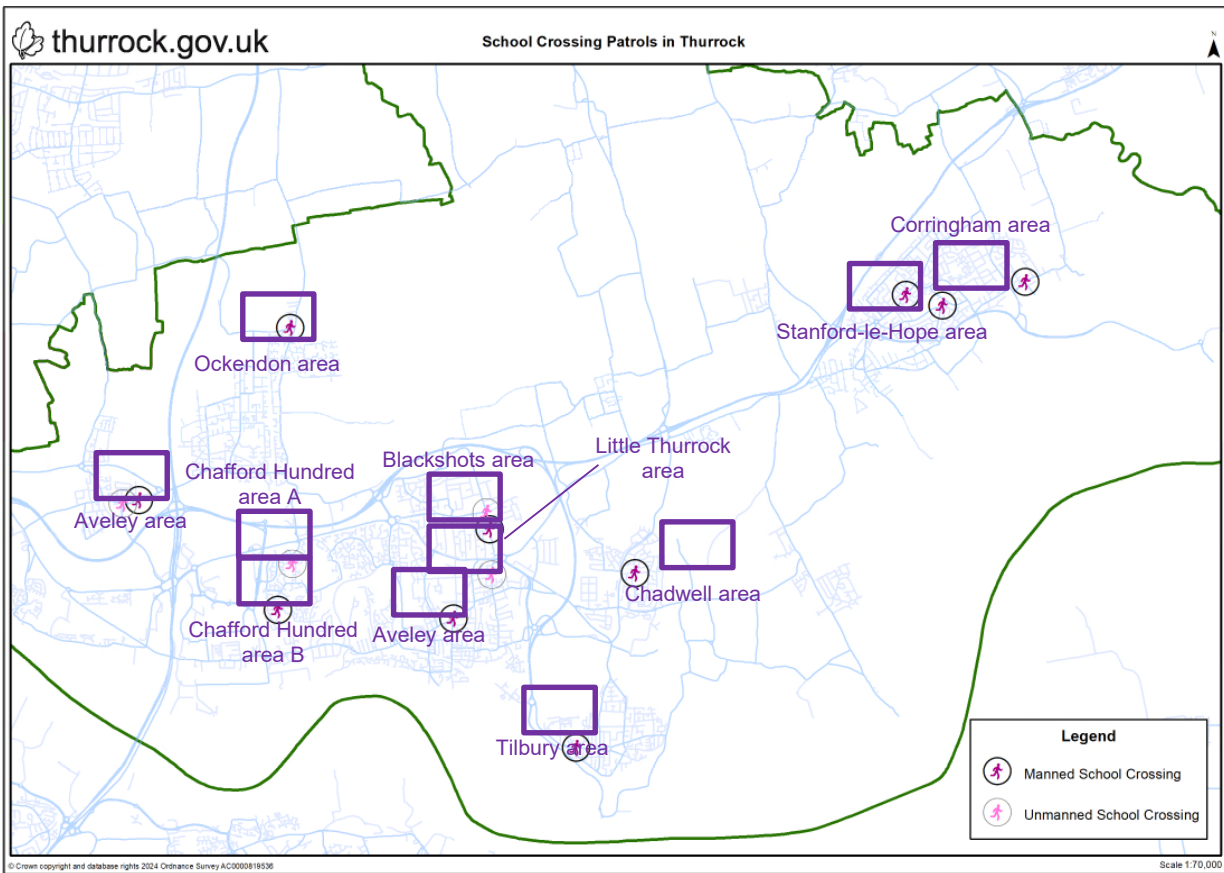 thurrock.gov.uk
School Crossing Patrols in Thurrock
N
Corringham area
Stanford-le-Hope area
Ockendon area
Little Thurrock
area
Blackshots area
Chafford Hundred
area A
Aveley area
Chadwell area
Chafford Hundred
area B
Aveley area
Tilbury area
Legend
Manned School Crossing
Unmanned School Crossing
© Crown copyright and database rights 2024 Ordnance Survey AC0000819536
Scale 1:70,000